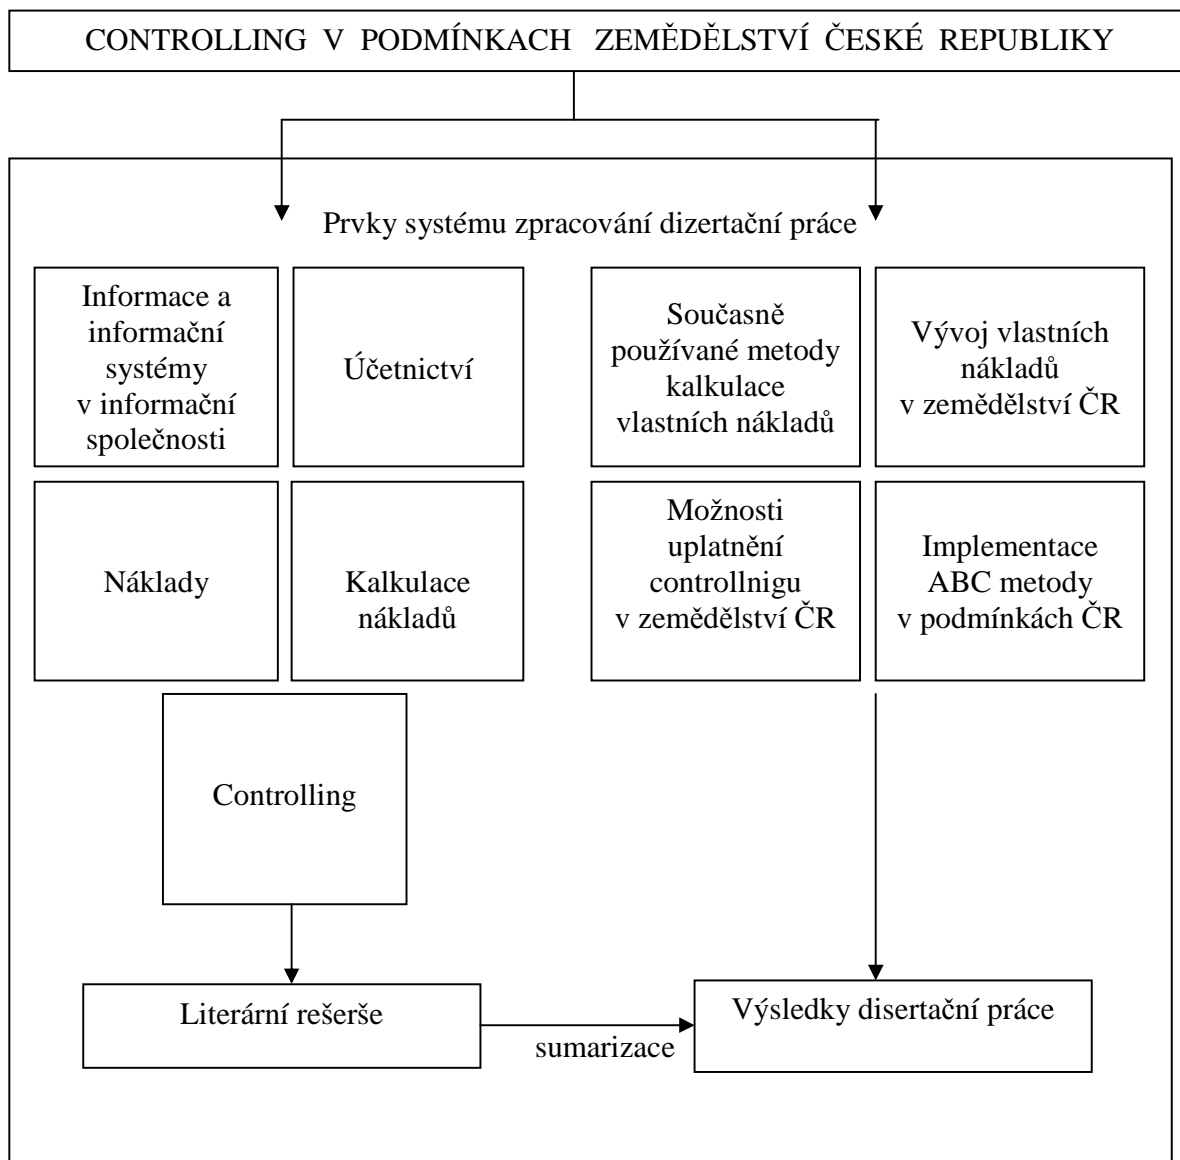 CONTROLLING V PODMÍNKACH ZEMĚDĚLSTVÍ ČESKÉ REPUBLIKY
Prvky systému zpracování dizertační práce
Informace a
informační
systémy
v informační
společnosti
Účetnictví
Současně
používané metody
kalkulace
vlastních nákladů
Vývoj vlastních
nákladů
v zemědělství ČR
Náklady
Kalkulace
nákladů
Možnosti
uplatnění
controllnigu
v zemědělství ČR
Implementace
ABC metody
v podmínkách ČR
Controlling
Literární rešerše
sumarizace
Výsledky disertační práce